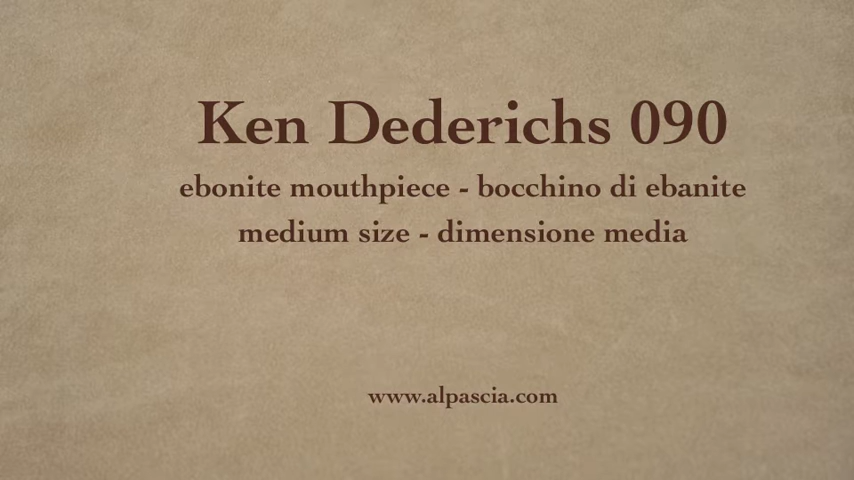 Ken Dederichs 090
ebonite mouthpiece - bocchino di ebanite
medium size - dimensione media
www.alpascia.com